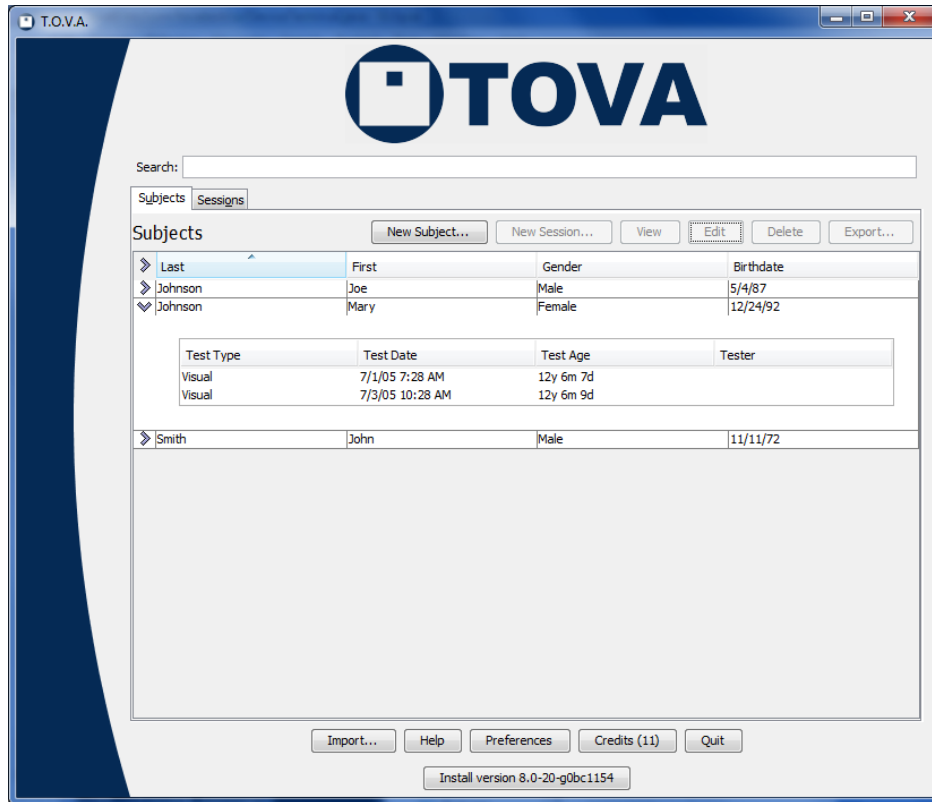 T.O.V.A.
TOVA
Search:
Subjects Sessions
Subjects New Subject... New Session... View Edit Delete Export...
Last First Gender Birthdate
Johnson Joe Male 5/4/87
Johnson Mary Female 12/24/92
Test Type Test Date Test Age Tester
Visual 7/1/05 7:28 AM 12y 6m 7d
Visual 7/3/05 10:28 AM 12y 6m 9d
Smith John Male 11/11/72
Import... Help Preferences Credits (11) Quit
Install version 8.0-20-g0bc1154